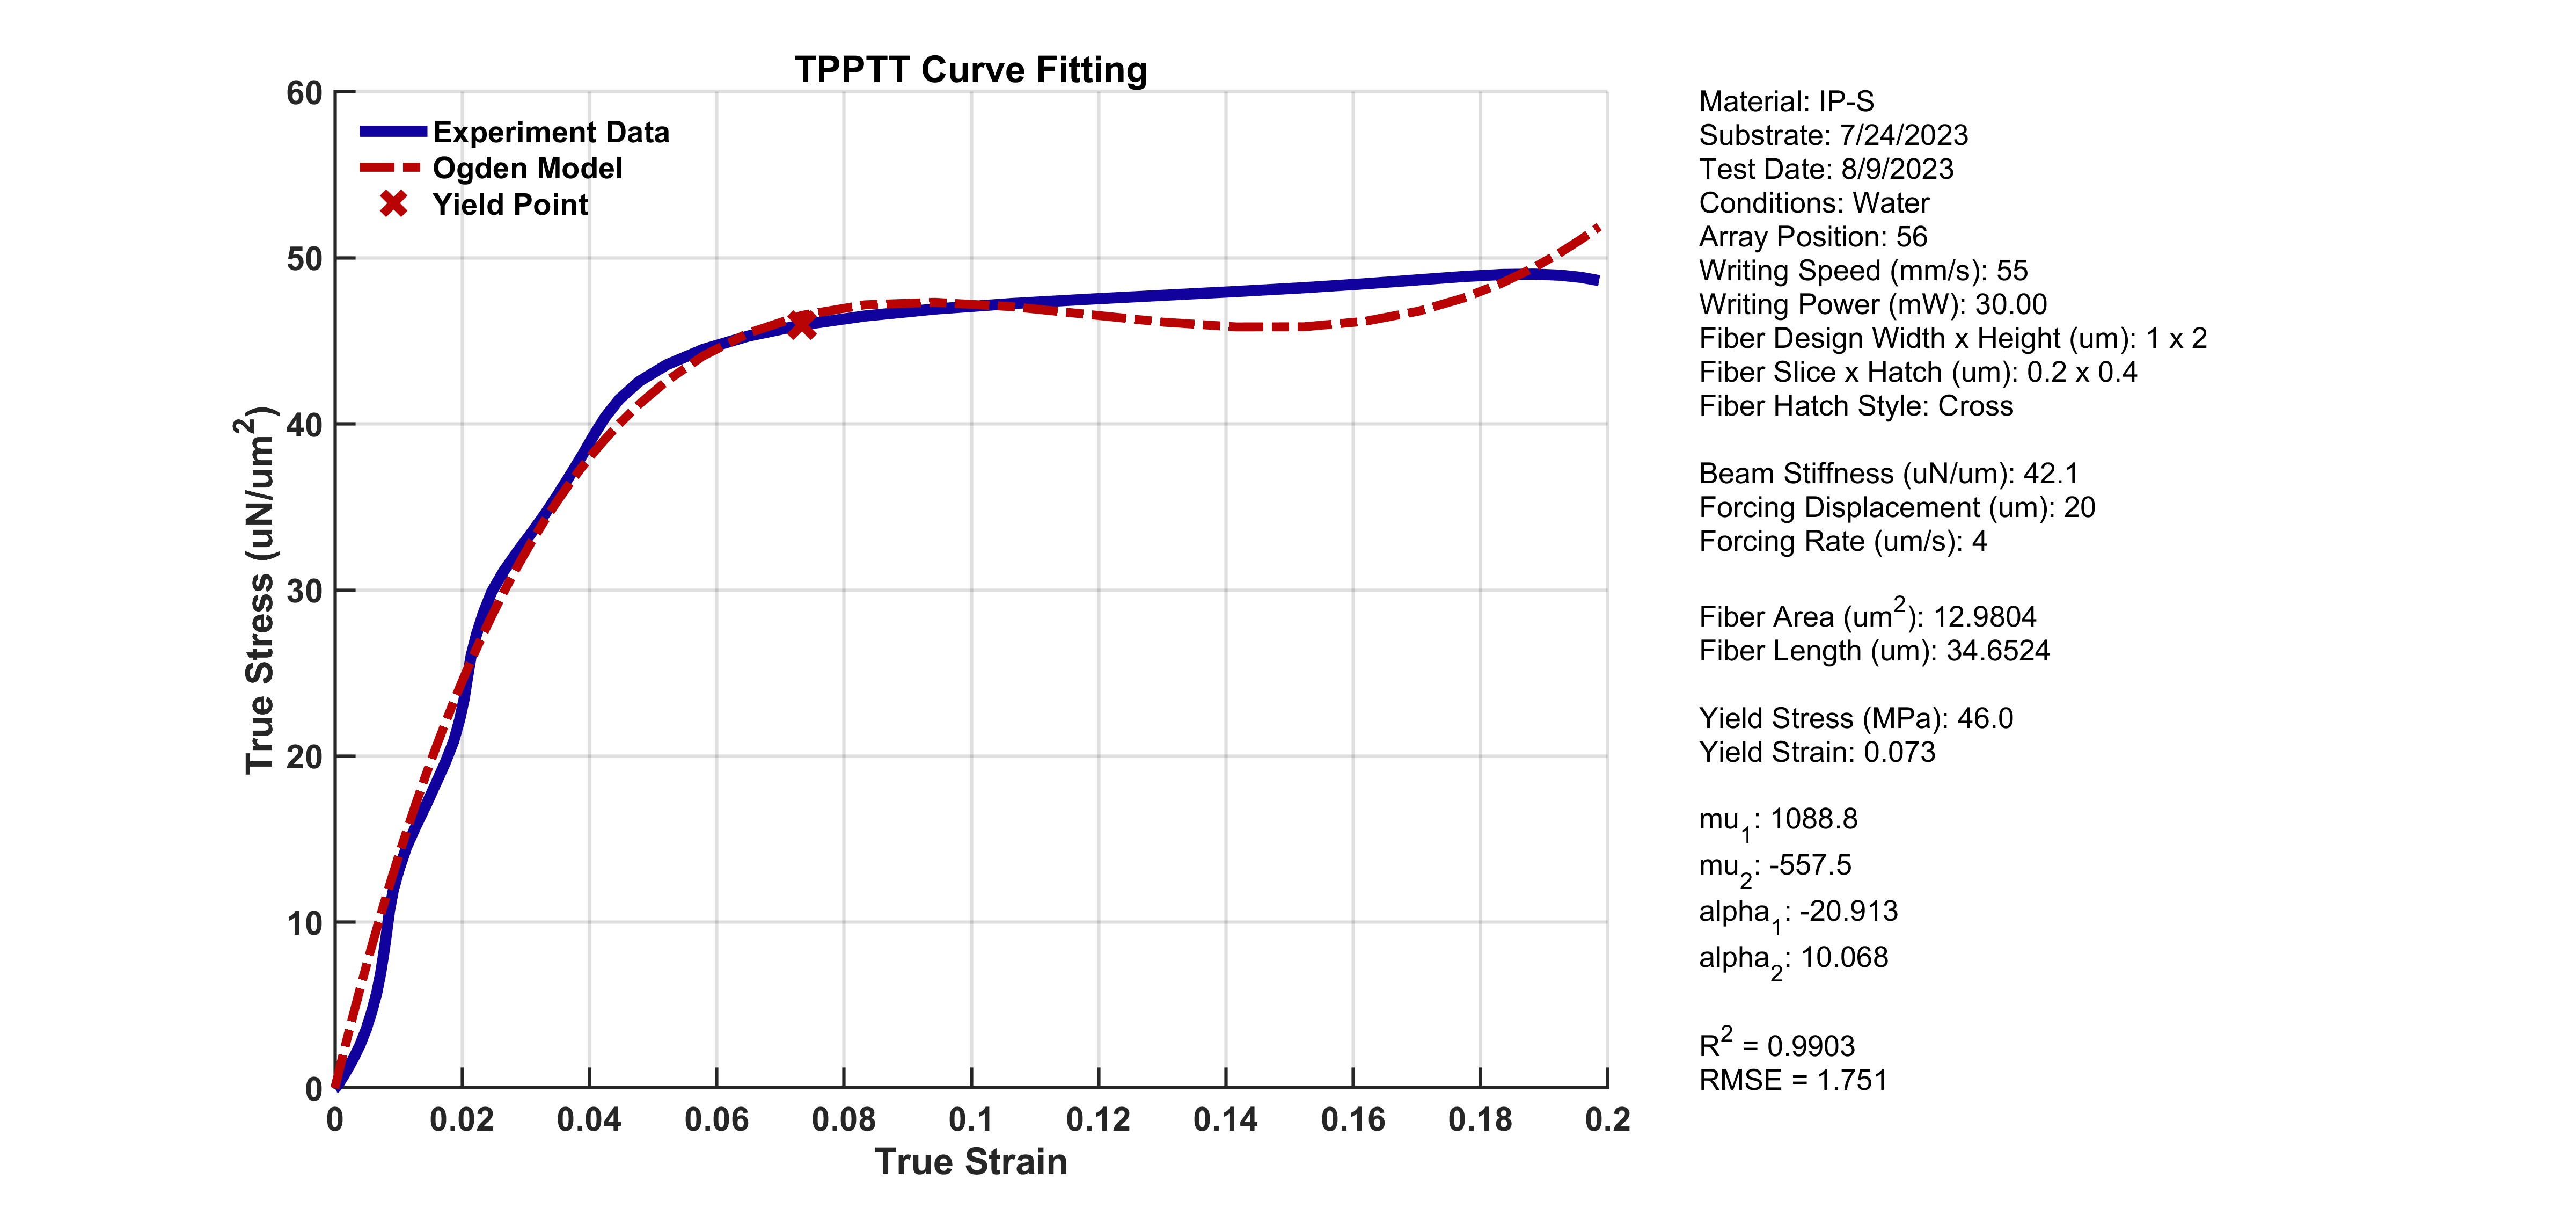 TPPTT Curve Fitting
60
50
40
30
20
10
0
True Stress (uN/um²)
Experiment Data
Ogden Model
Yield Point
0 0.02 0.04 0.06 0.08 0.1 0.12 0.14 0.16 0.18 0.2
True Strain
Material: IP-S
Substrate: 7/24/2023
Test Date: 8/9/2023
Conditions: Water
Array Position: 56
Writing Speed (mm/s): 55
Writing Power (mW): 30.00
Fiber Design Width x Height (um): 1 x 2
Fiber Slice x Hatch (um): 0.2 x 0.4
Fiber Hatch Style: Cross
Beam Stiffness (uN/um): 42.1
Forcing Displacement (um): 20
Forcing Rate (um/s): 4
Fiber Area (um²): 12.9804
Fiber Length (um): 34.6524
Yield Stress (MPa): 46.0
Yield Strain: 0.073
mu₁: 1088.8
mu₂: -557.5
alpha₁: -20.913
alpha₂: 10.068
R² = 0.9903
RMSE = 1.751